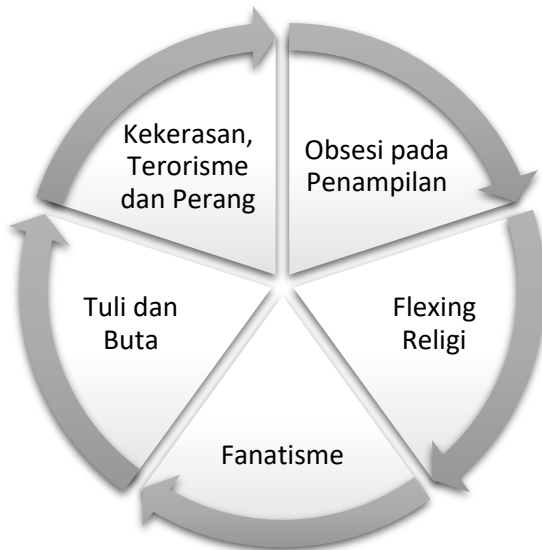 Obsesi pada
Penampilan
Flexing
Religi
Fanatisme
Tuli dan
Buta
Kekerasan,
Terorisme
dan Perang